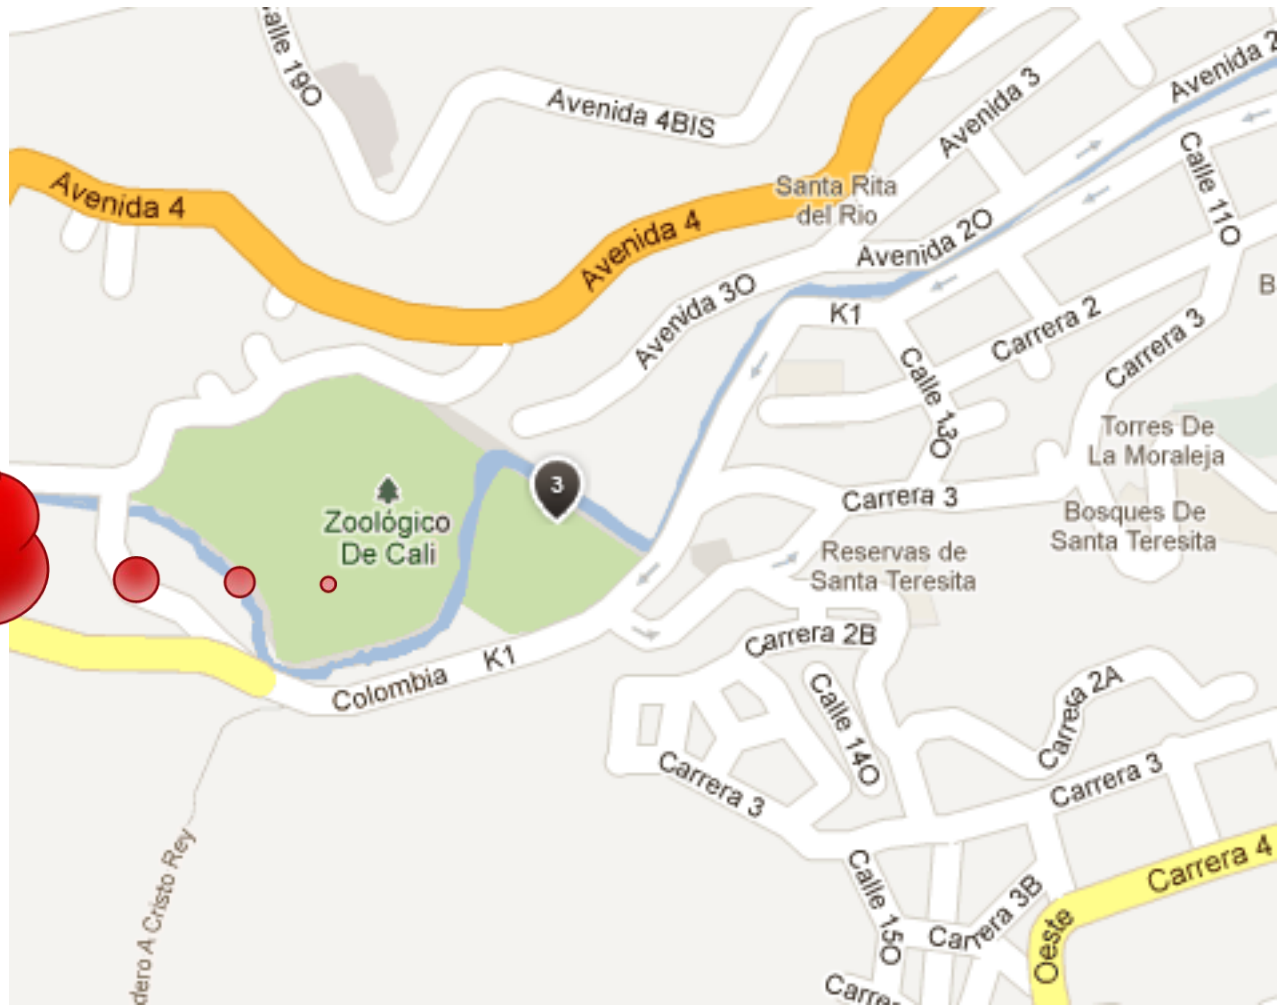 alle 19O
Avenida 4BIS
Avenida 3
Avenida 2
Avenida 4
Santa Rita
del Rio
Calle 11O
Avenida 4
Avenida 2O
Avenida 3O
K1
B
Carrera 2
Carrera 3
Calle 13O
Torres De
La Moraleja
3
Carrera 3
Zoológico
De Cali
Bosques De
Santa Teresita
Reservas de
Santa Teresita
Carrera 2B
K1
Colombia
Calle 14O
Carrera 2A
Carrera 3
Carrera 3
dero A Cristo Rey
Calle 15O
Carrera 4
Carrera 3B
Oeste
Carre